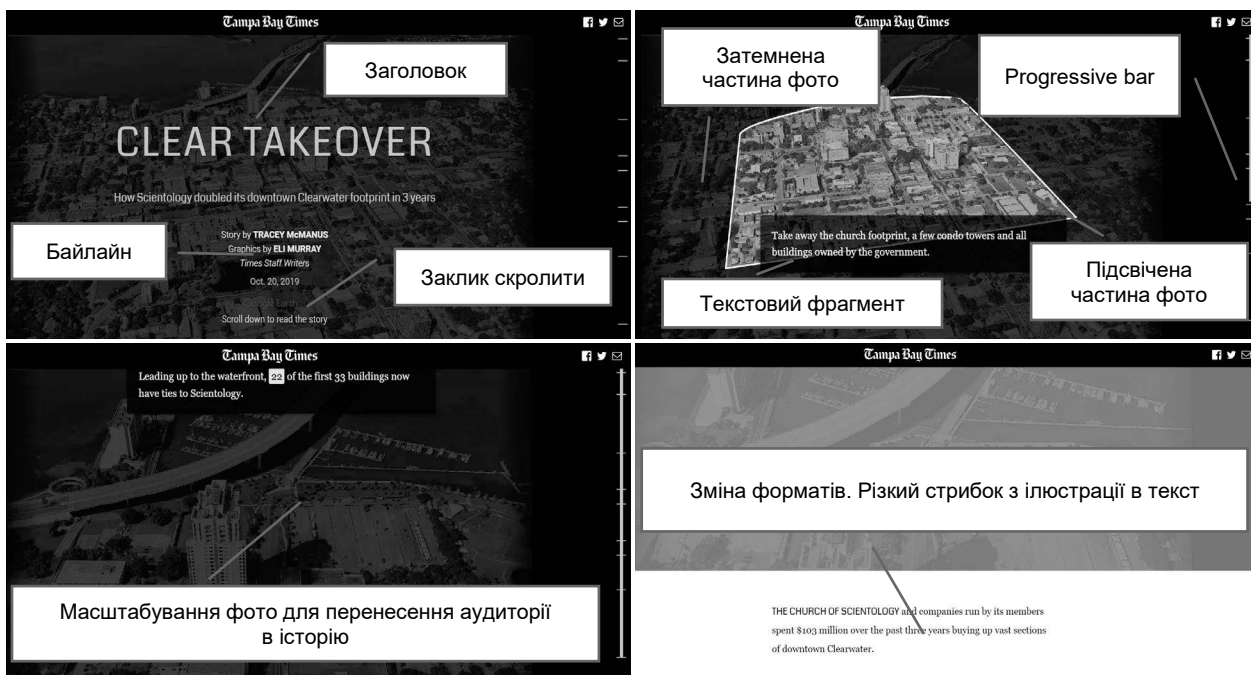 Tampa Bay Times
Заголовок
CLEAR TAKEOVER
How Scientology doubled its downtown Clearwater footprint in 3 years
Байлайн
Story by TRACEY McMANUS
Graphics by ELI MURRAY
Times Staff Writers
Oct. 20, 2019
Google Earth
Scroll down to read the story
Заклик скролити
Tampa Bay Times
Затемнена
частина фото
Progressive bar
Take away the church footprint, a few condo towers and all
buildings owned by the government.
Текстовий фрагмент
Підсвічена
частина фото
Tampa Bay Times
Leading up to the waterfront, 22 of the first 33 buildings now
have ties to Scientology.
Масштабування фото для перенесення аудиторії
в історію
Tampa Bay Times
Зміна форматів. Різкий стрибок з ілюстрації в текст
THE CHURCH OF SCIENTOLOGY and companies run by its members
spent $103 million over the past three years buying up vast sections
of downtown Clearwater.